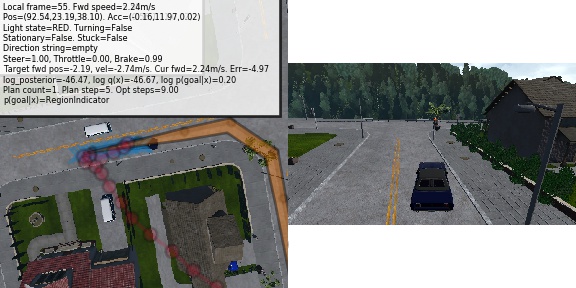 Local frame=55. Fwd speed=2.24m/s
Pos=(92.54,23.19,38.10). Acc=(-0.16,11.97,0.02)
Light state=RED. Turning=False
Stationary=False. Stuck=False
Direction string=empty
Steer=1.00, Throttle=0.00, Brake=0.99
Target fwd pos=-2.19, vel=-2.74m/s. Cur fwd=2.24m/s. Err=-4.97
log_posterior=-46.47, log q(x)=-46.67, log p(goal|x)=0.20
Plan count=1. Plan step=5. Opt steps=9.00
p(goal|x)=RegionIndicator